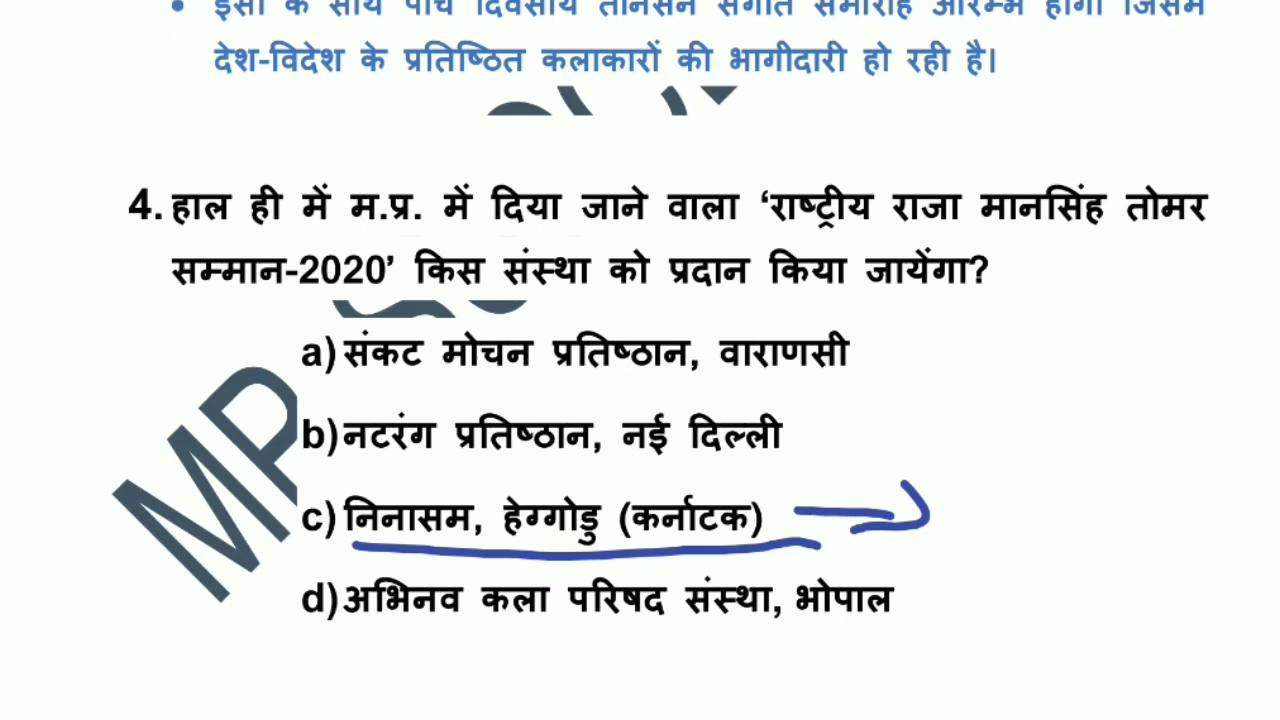 इसी के साथ पांच दिवसीय तानसेन संगीत समारोह आरम्भ होगा जिसमें
देश-विदेश के प्रतिष्ठित कलाकारों की भागीदारी हो रही है।
4. हाल ही में म.प्र. में दिया जाने वाला ‘राष्ट्रीय राजा मानसिंह तोमर
सम्मान-2020’ किस संस्था को प्रदान किया जायेंगा?
a) संकट मोचन प्रतिष्ठान, वाराणसी
b) नटरंग प्रतिष्ठान, नई दिल्ली
c) निनासम, हेग्गोडु (कर्नाटक)
d) अभिनव कला परिषद संस्था, भोपाल
MP